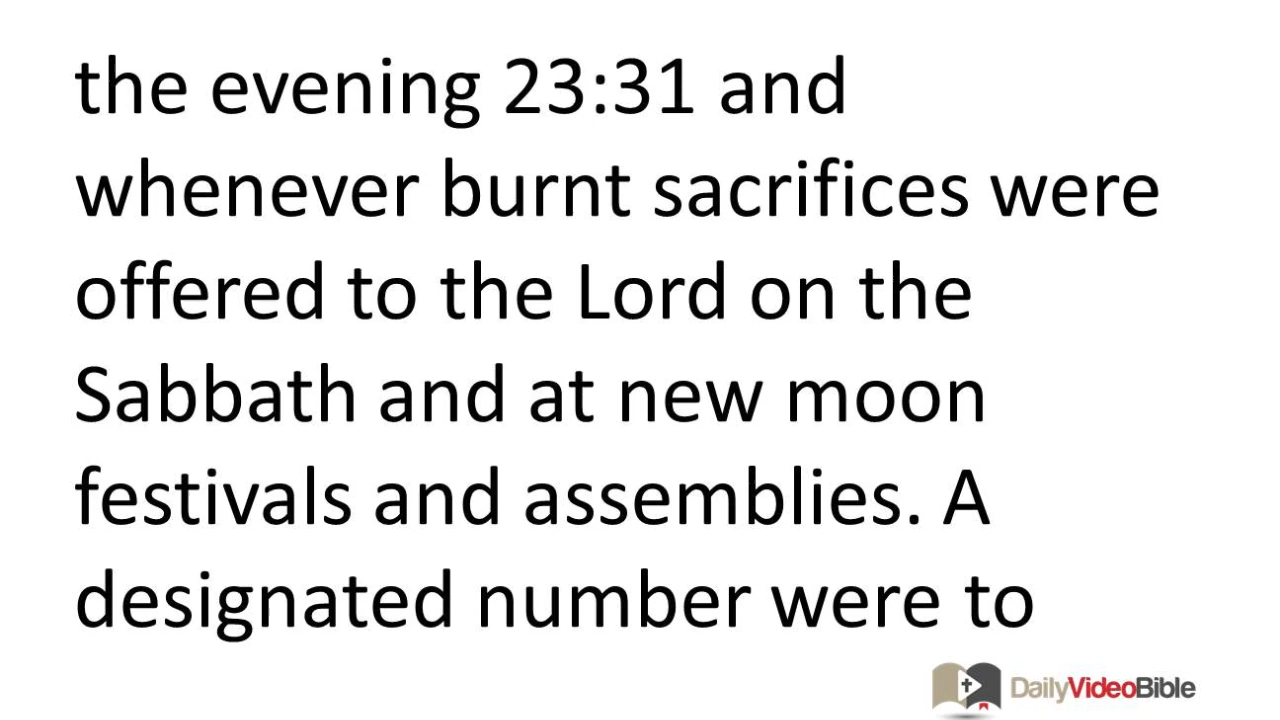 the evening 23:31 and
whenever burnt sacrifices were
offered to the Lord on the
Sabbath and at new moon
festivals and assemblies. A
designated number were to
DailyVideoBible